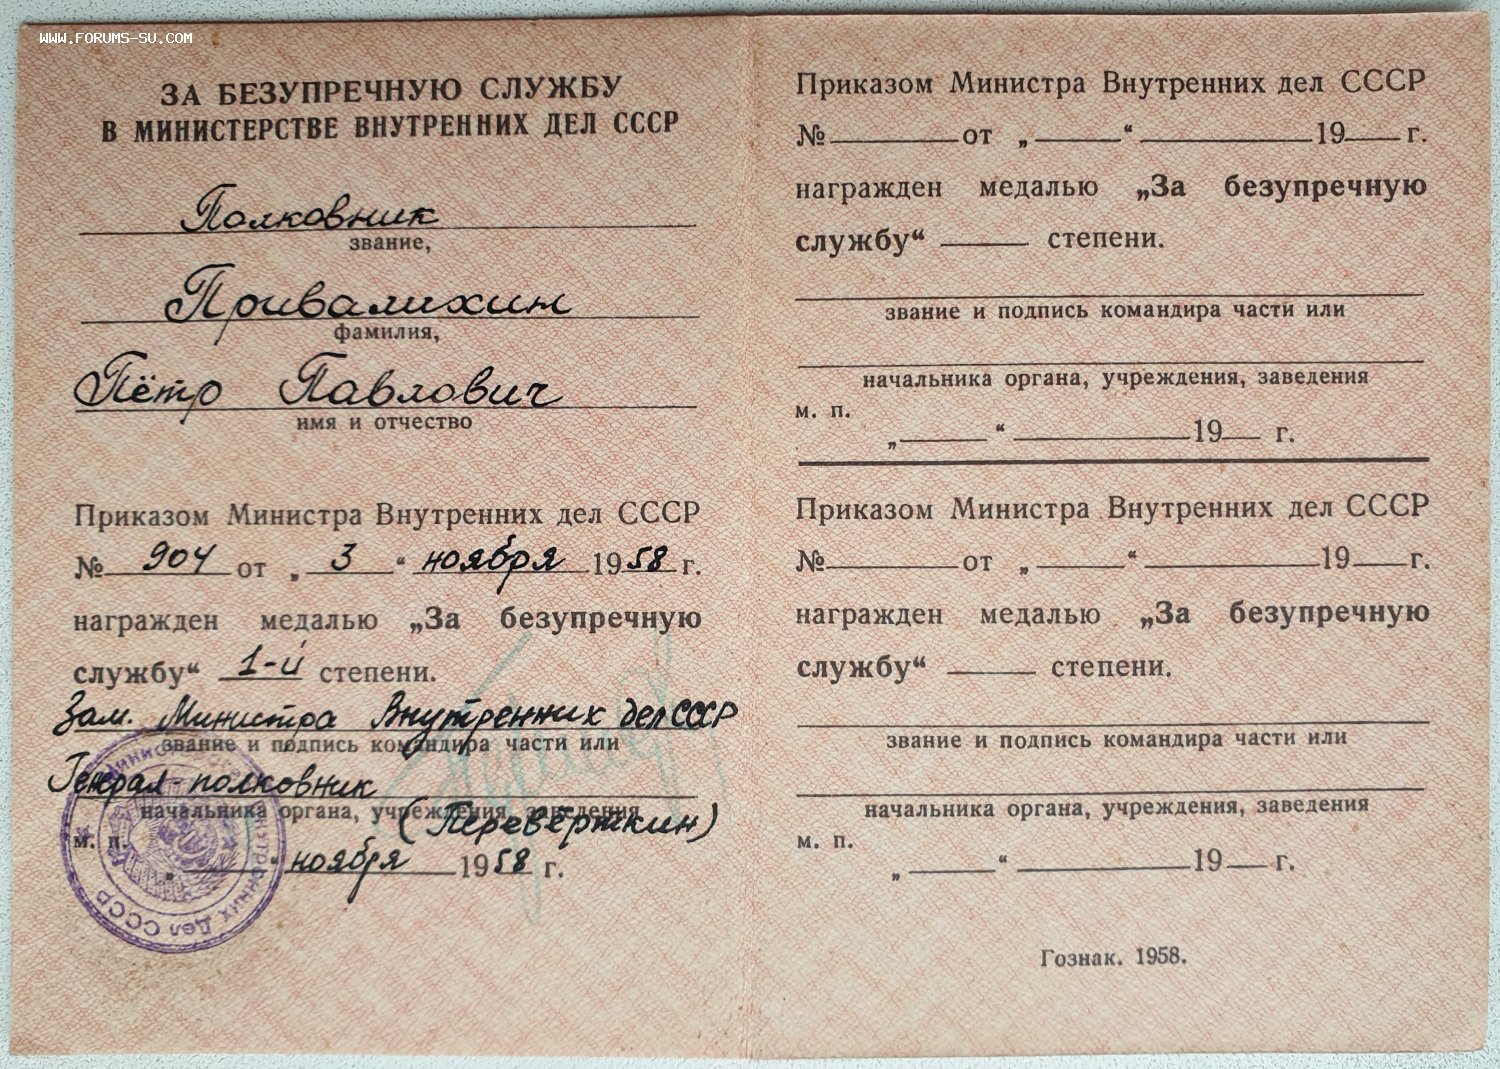 WWW.FORUMS-SU.COM
ЗА БЕЗУПРЕЧНУЮ СЛУЖБУ
В МИНИСТЕРСТВЕ ВНУТРЕННИХ ДЕЛ СССР
Полковник
звание,
Привалихин
фамилия,
Пётр Павлович
имя и отчество
Приказом Министра Внутренних дел СССР
№ 904 от „ 3 “ ноября 1958 г.
награжден медалью „За безупречную
службу“ 1-й степени.
Зам. Министра Внутренних дел СССР
звание и подпись командира части или
Генерал-полковник
начальника органа, учреждения, заведения
(Перевёрткин)
м. п.
„ “ ноября 1958 г.
Министерство Внутренних Дел СССР
Приказом Министра Внутренних дел СССР
№ от „ “ 19 г.
награжден медалью „За безупречную
службу“ степени.
звание и подпись командира части или
начальника органа, учреждения, заведения
м. п.
„ “ 19 г.
Приказом Министра Внутренних дел СССР
№ от „ “ 19 г.
награжден медалью „За безупречную
службу“ степени.
звание и подпись командира части или
начальника органа, учреждения, заведения
м. п.
„ “ 19 г.
Гознак. 1958.